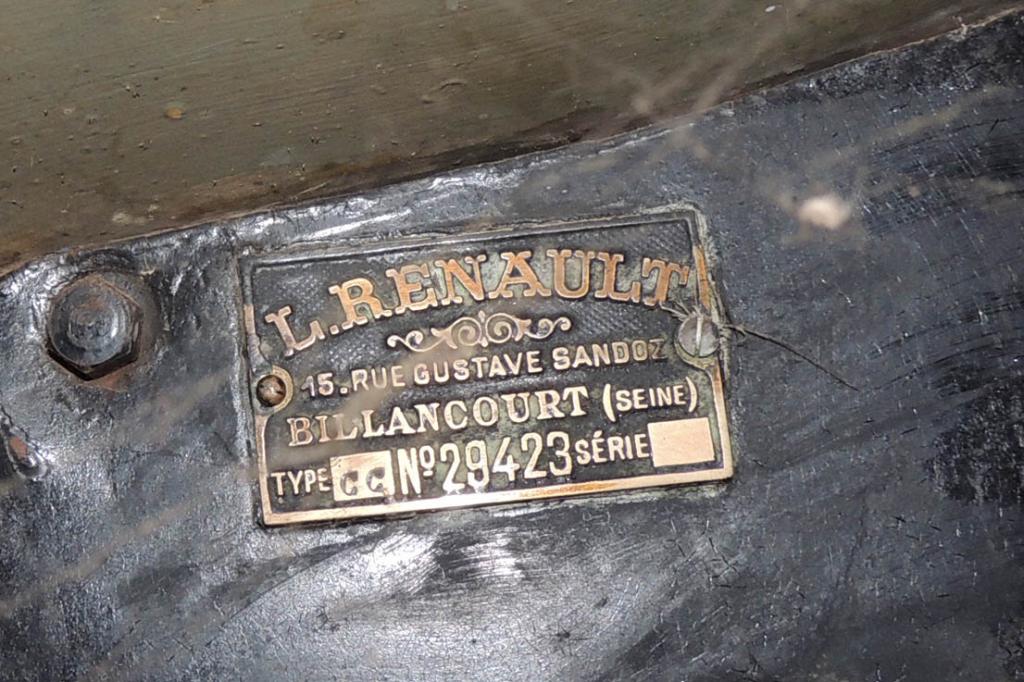 L. RENAULT
15. RUE GUSTAVE SANDOZ
BILLANCOURT (SEINE)
TYPE CC Nº 29423 SÉRIE